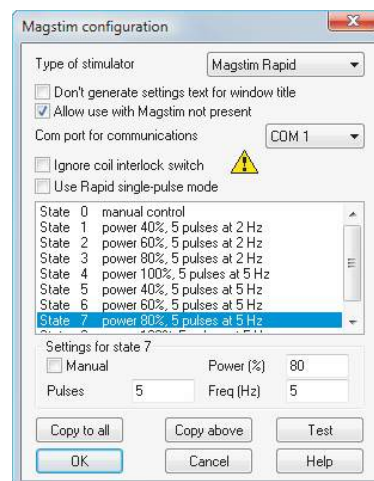 Magstim configuration
Type of stimulator Magstim Rapid
Don't generate settings text for window title
Allow use with Magstim not present
Com port for communications COM 1
Ignore coil interlock switch
Use Rapid single-pulse mode
State 0 manual control
State 1 power 40%, 5 pulses at 2 Hz
State 2 power 60%, 5 pulses at 2 Hz
State 3 power 80%, 5 pulses at 2 Hz
State 4 power 100%, 5 pulses at 5 Hz
State 5 power 40%, 5 pulses at 5 Hz
State 6 power 60%, 5 pulses at 5 Hz
State 7 power 80%, 5 pulses at 5 Hz
Settings for state 7
Manual Power (%) 80
Pulses 5 Freq (Hz) 5
Copy to all Copy above Test
OK Cancel Help